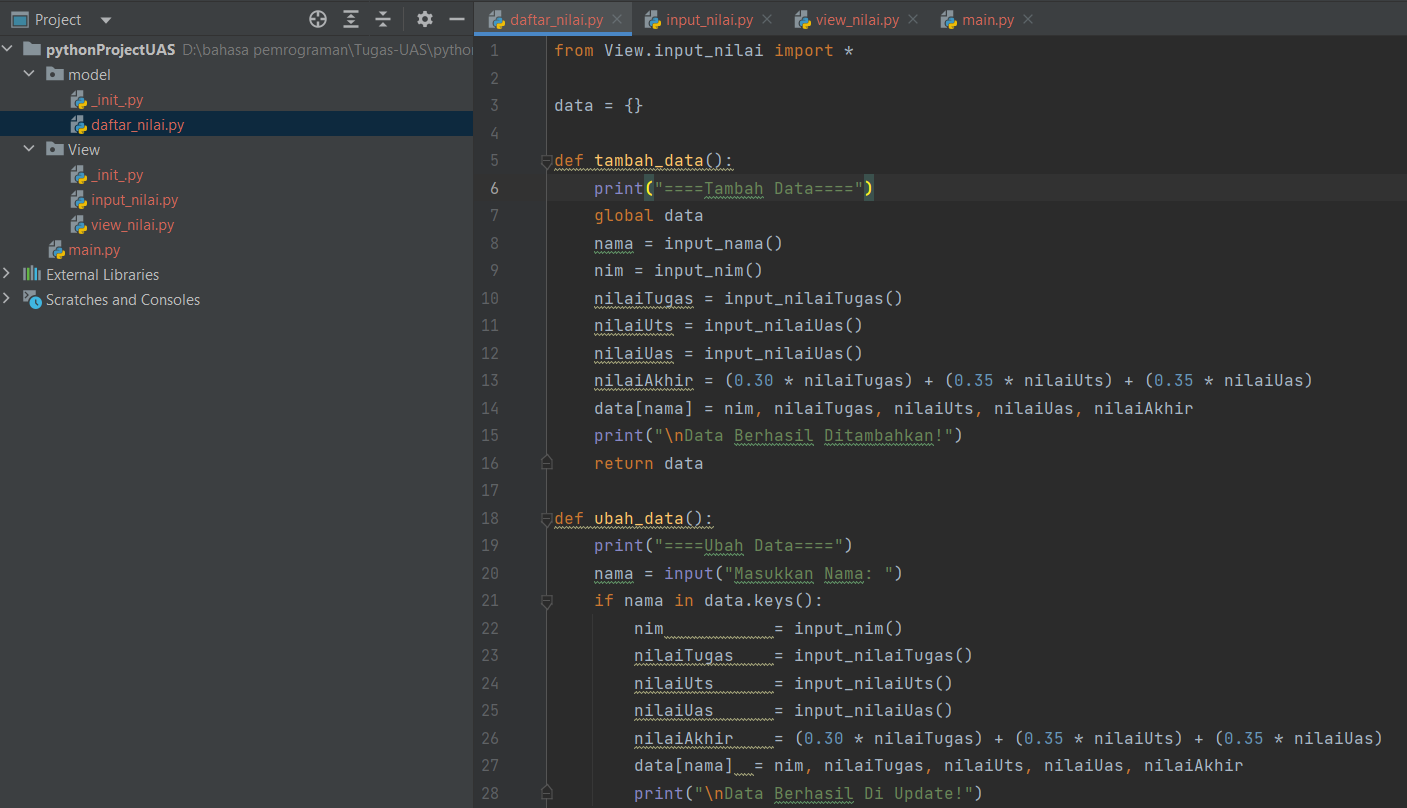 Project
pythonProjectUAS D:\bahasa pemrograman\Tugas-UAS\pytho
model
_init_.py
daftar_nilai.py
View
_init_.py
input_nilai.py
view_nilai.py
main.py
External Libraries
Scratches and Consoles
daftar_nilai.py input_nilai.py view_nilai.py main.py
1 from View.input_nilai import *
2
3 data = {}
4
5 def tambah_data():
6 print("====Tambah Data====")
7 global data
8 nama = input_nama()
9 nim = input_nim()
10 nilaiTugas = input_nilaiTugas()
11 nilaiUts = input_nilaiUas()
12 nilaiUas = input_nilaiUas()
13 nilaiAkhir = (0.30 * nilaiTugas) + (0.35 * nilaiUts) + (0.35 * nilaiUas)
14 data[nama] = nim, nilaiTugas, nilaiUts, nilaiUas, nilaiAkhir
15 print("\nData Berhasil Ditambahkan!")
16 return data
17
18 def ubah_data():
19 print("====Ubah Data====")
20 nama = input("Masukkan Nama: ")
21 if nama in data.keys():
22 nim = input_nim()
23 nilaiTugas = input_nilaiTugas()
24 nilaiUts = input_nilaiUts()
25 nilaiUas = input_nilaiUas()
26 nilaiAkhir = (0.30 * nilaiTugas) + (0.35 * nilaiUts) + (0.35 * nilaiUas)
27 data[nama] = nim, nilaiTugas, nilaiUts, nilaiUas, nilaiAkhir
28 print("\nData Berhasil Di Update!")